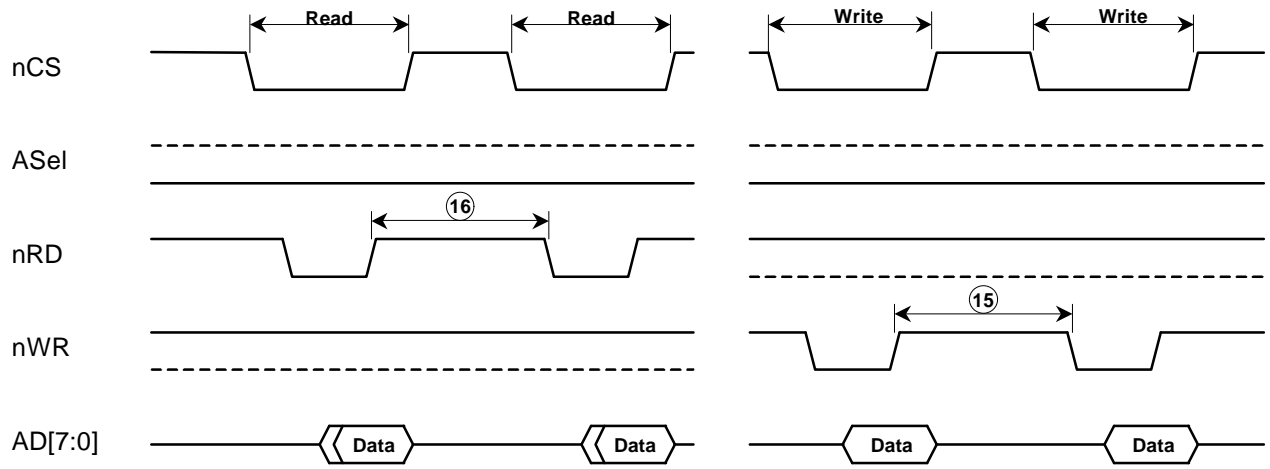 Read Read Write Write
nCS
ASel
16
nRD
15
nWR
AD[7:0] Data Data Data Data